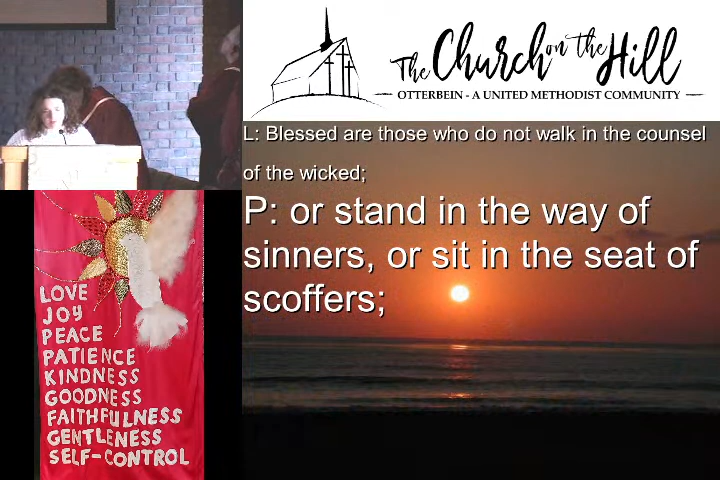 The Church on the Hill
OTTERBEIN - A UNITED METHODIST COMMUNITY
L: Blessed are those who do not walk in the counsel
of the wicked;
P: or stand in the way of
sinners, or sit in the seat of
scoffers;
LOVE
JOY
PEACE
PATIENCE
KINDNESS
GOODNESS
FAITHFULNESS
GENTLENESS
SELF-CONTROL